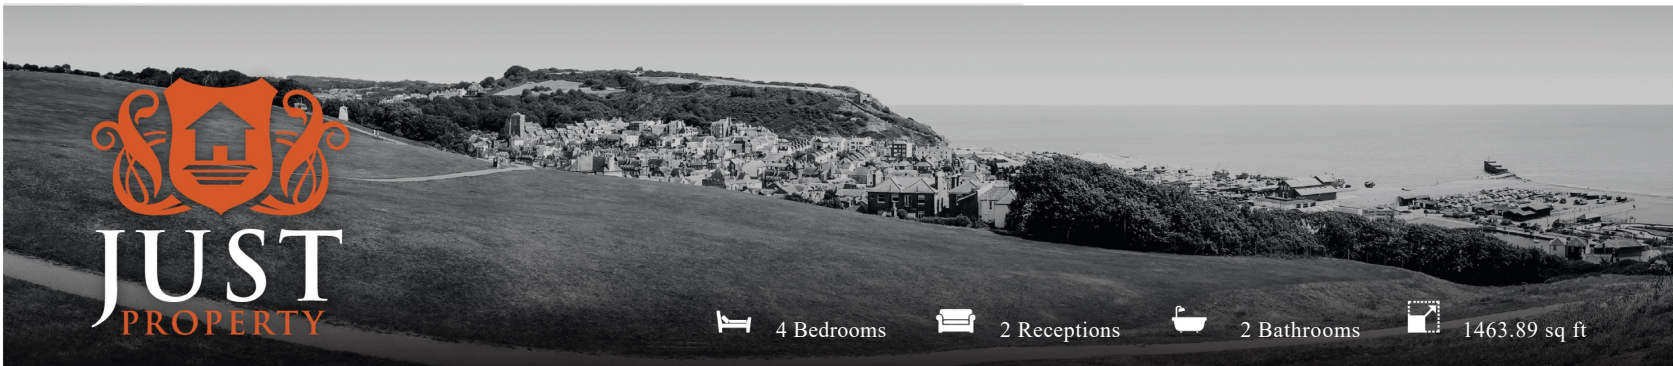 JUST
PROPERTY
4 Bedrooms
2 Receptions
2 Bathrooms
1463.89 sq ft